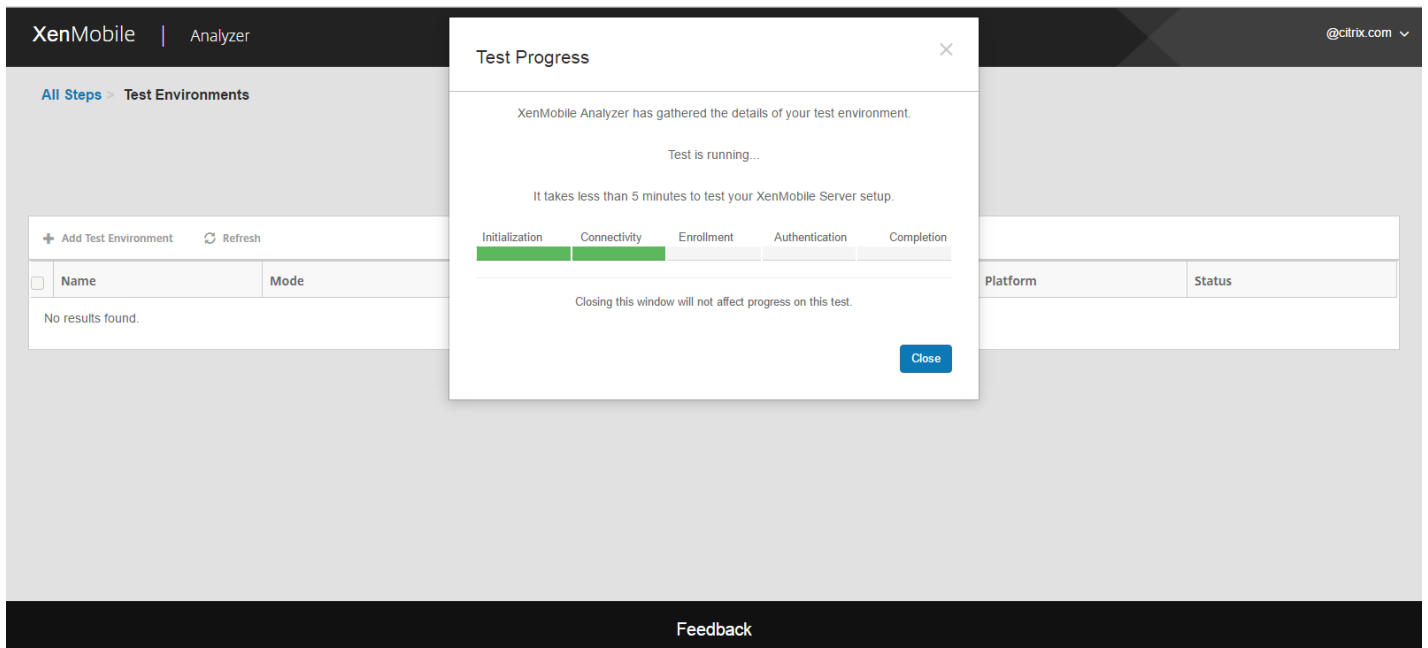 XenMobile | Analyzer
@citrix.com
All Steps > Test Environments
Test Progress
XenMobile Analyzer has gathered the details of your test environment.
Test is running...
It takes less than 5 minutes to test your XenMobile Server setup.
Initialization Connectivity Enrollment Authentication Completion
Closing this window will not affect progress on this test.
Close
Add Test Environment Refresh
Name Mode Platform Status
No results found.
Feedback